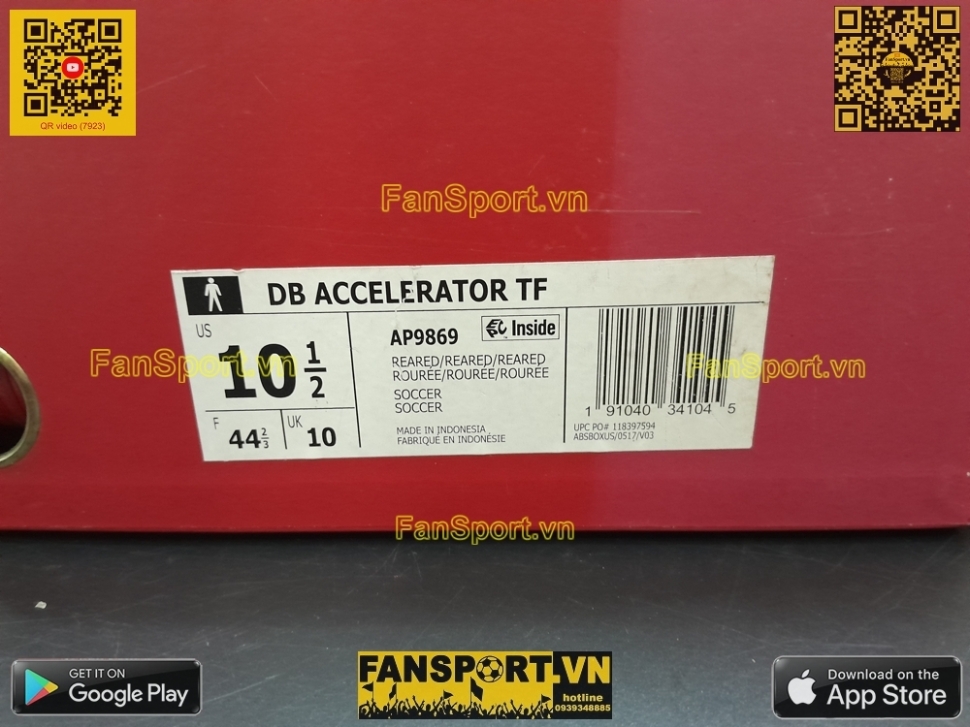 QR video (7923)
FanSport.vn
DB ACCELERATOR TF
US
10 1/2
F
44 2/3
UK
10
AP9869
Inside
REARED/REARED/REARED
ROURÉE/ROURÉE/ROURÉE
SOCCER
SOCCER
MADE IN INDONESIA
FABRIQUÉ EN INDONÉSIE
1 91040 34104 5
UPC PO# 118397594
ABSBOXUS/0517/V03
FanSport.vn
FanSport.vn
FanSport.vn
GET IT ON
Google Play
FANSPORT.VN
hotline
0939348885
Download on the
App Store